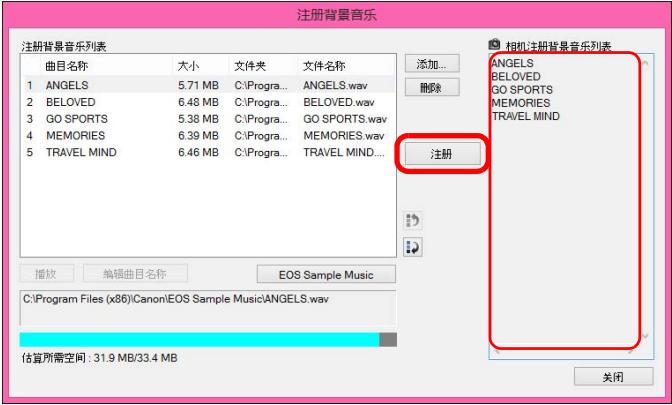 注册背景音乐
注册背景音乐列表
曲目名称 大小 文件夹 文件名称
1 ANGELS 5.71 MB C:\Progra... ANGELS.wav
2 BELOVED 6.48 MB C:\Progra... BELOVED.wav
3 GO SPORTS 5.38 MB C:\Progra... GO SPORTS.wav
4 MEMORIES 6.39 MB C:\Progra... MEMORIES.wav
5 TRAVEL MIND 6.46 MB C:\Progra... TRAVEL MIND....
添加...
删除
注册
播放 编辑曲目名称 EOS Sample Music
C:\Program Files (x86)\Canon\EOS Sample Music\ANGELS.wav
估算所需空间 : 31.9 MB/33.4 MB
相机注册背景音乐列表
ANGELS
BELOVED
GO SPORTS
MEMORIES
TRAVEL MIND
关闭